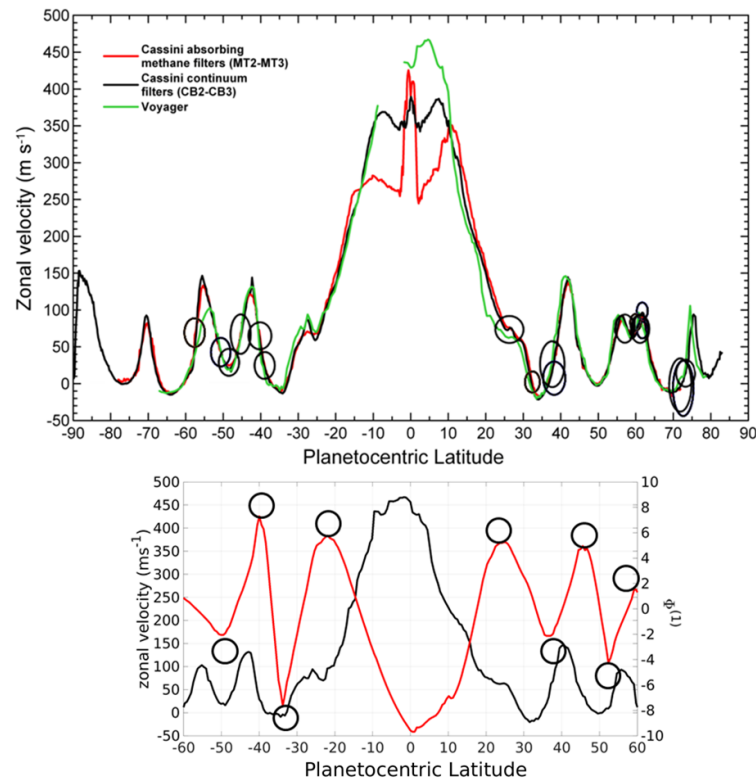 Zonal velocity (m s⁻¹)
500
450
400
350
300
250
200
150
100
50
0
-50
Cassini absorbing
methane filters (MT2-MT3)
Cassini continuum
filters (CB2-CB3)
Voyager
-90 -80 -70 -60 -50 -40 -30 -20 -10 0 10 20 30 40 50 60 70 80 90
Planetocentric Latitude
zonal velocity (ms⁻¹)
500
450
400
350
300
250
200
150
100
50
0
-50
10
8
6
4
2
0
-2
-4
-6
-8
-10
Φ⁽¹⁾
-60 -50 -40 -30 -20 -10 0 10 20 30 40 50 60
Planetocentric Latitude